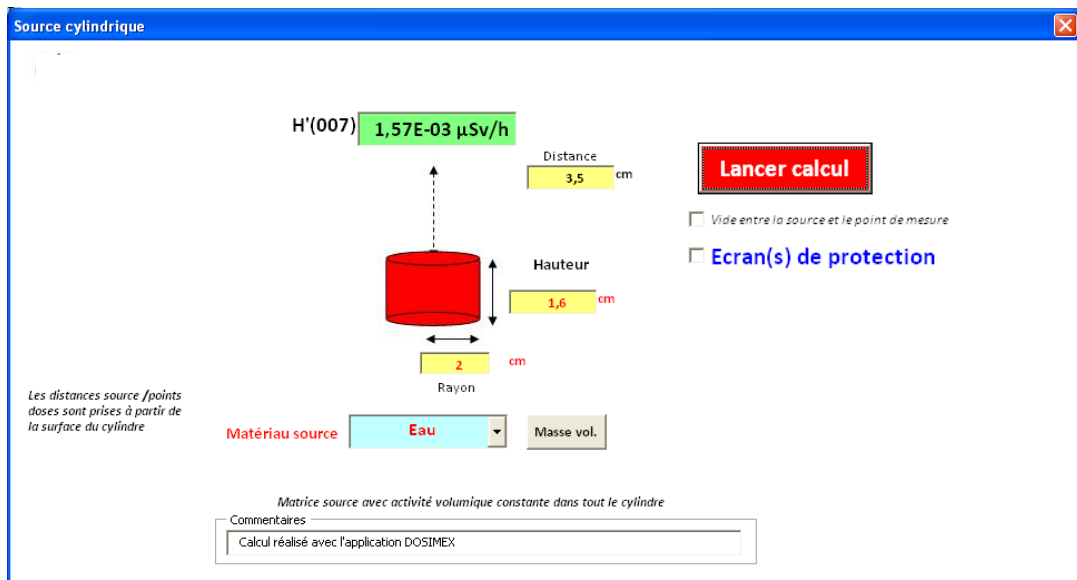 Source cylindrique
H'(007) 1,57E-03 µSv/h
Distance
3,5 cm
Lancer calcul
Vide entre la source et le point de mesure
Ecran(s) de protection
Hauteur
1,6 cm
2 cm
Rayon
Les distances source /points
doses sont prises à partir de
la surface du cylindre
Matériau source Eau Masse vol.
Matrice source avec activité volumique constante dans tout le cylindre
Commentaires
Calcul réalisé avec l'application DOSIMEX